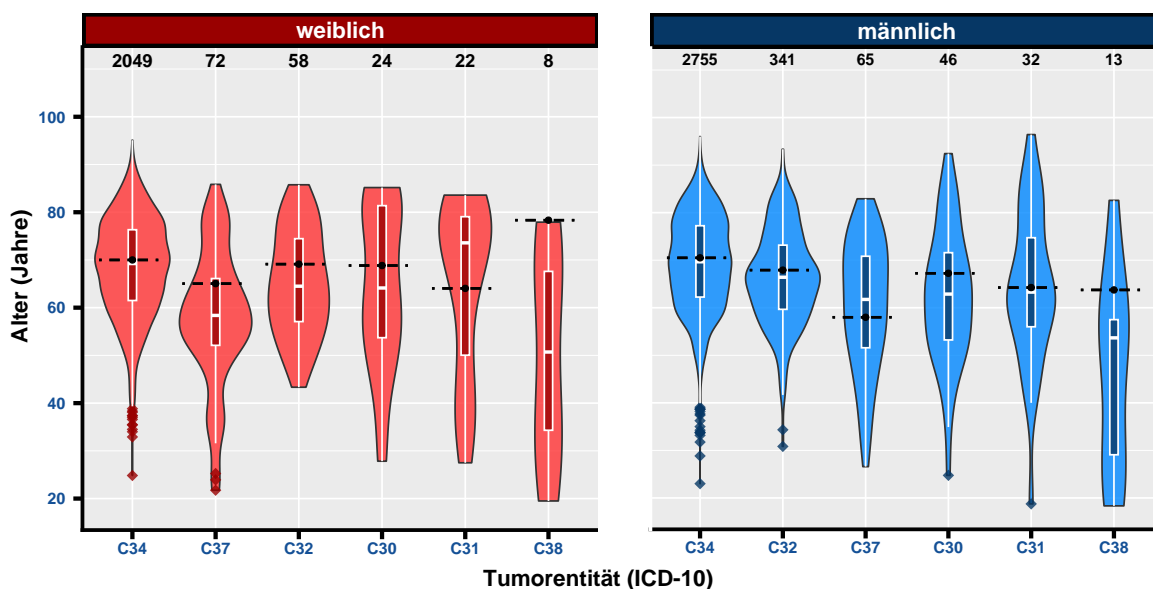 weiblich männlich
2049 72 58 24 22 8 2755 341 65 46 32 13
100
80
60
40
20
Alter (Jahre)
C34 C37 C32 C30 C31 C38 C34 C32 C37 C30 C31 C38
Tumorentität (ICD-10)